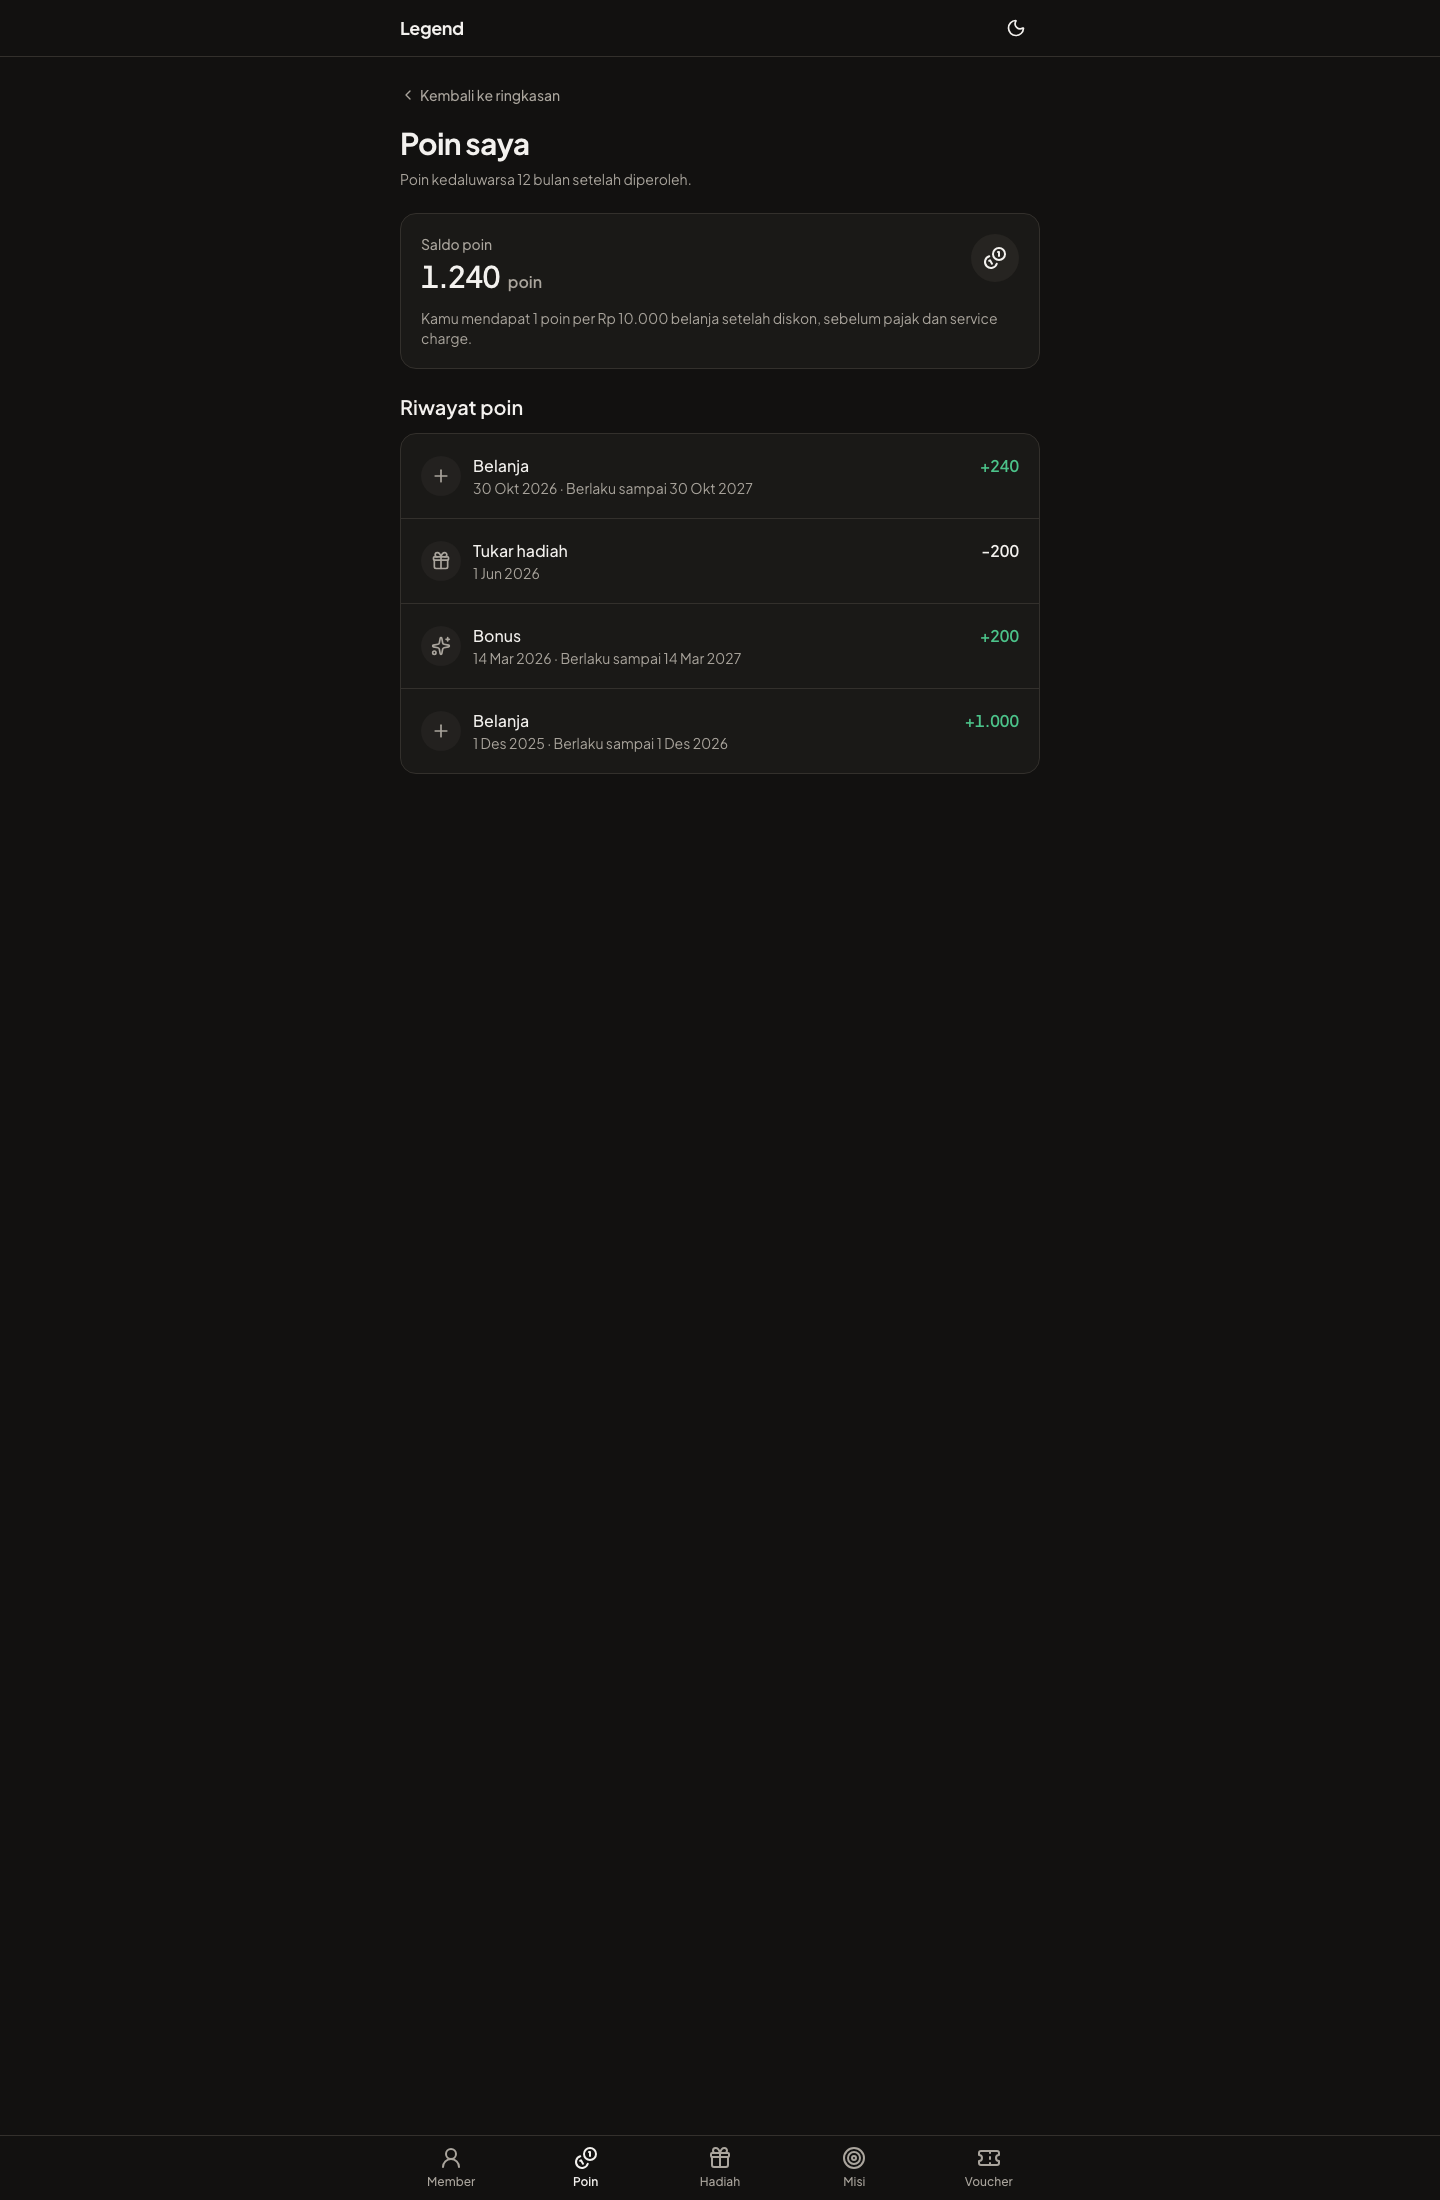 Legend
Kembali ke ringkasan
Poin saya
Poin kedaluwarsa 12 bulan setelah diperoleh.
Saldo poin
1.240 poin
Kamu mendapat 1 poin per Rp 10.000 belanja setelah diskon, sebelum pajak dan service
charge.
Riwayat poin
Belanja +240
30 Okt 2026 · Berlaku sampai 30 Okt 2027
Tukar hadiah -200
1 Jun 2026
Bonus +200
14 Mar 2026 · Berlaku sampai 14 Mar 2027
Belanja +1.000
1 Des 2025 · Berlaku sampai 1 Des 2026
Member Poin Hadiah Misi Voucher